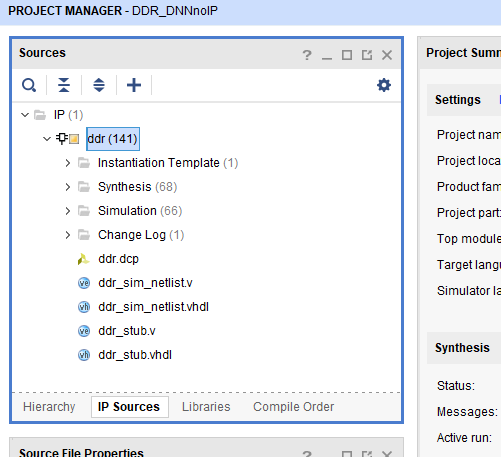 PROJECT MANAGER - DDR_DNNnoIP
Sources
Project Summ
IP (1)
ddr (141)
Instantiation Template (1)
Synthesis (68)
Simulation (66)
Change Log (1)
ddr.dcp
ddr_sim_netlist.v
ddr_sim_netlist.vhdl
ddr_stub.v
ddr_stub.vhdl
Hierarchy IP Sources Libraries Compile Order
Source File Properties
Settings
Project nam
Project loca
Product fam
Project part:
Top module
Target langu
Simulator la
Synthesis
Status:
Messages:
Active run: